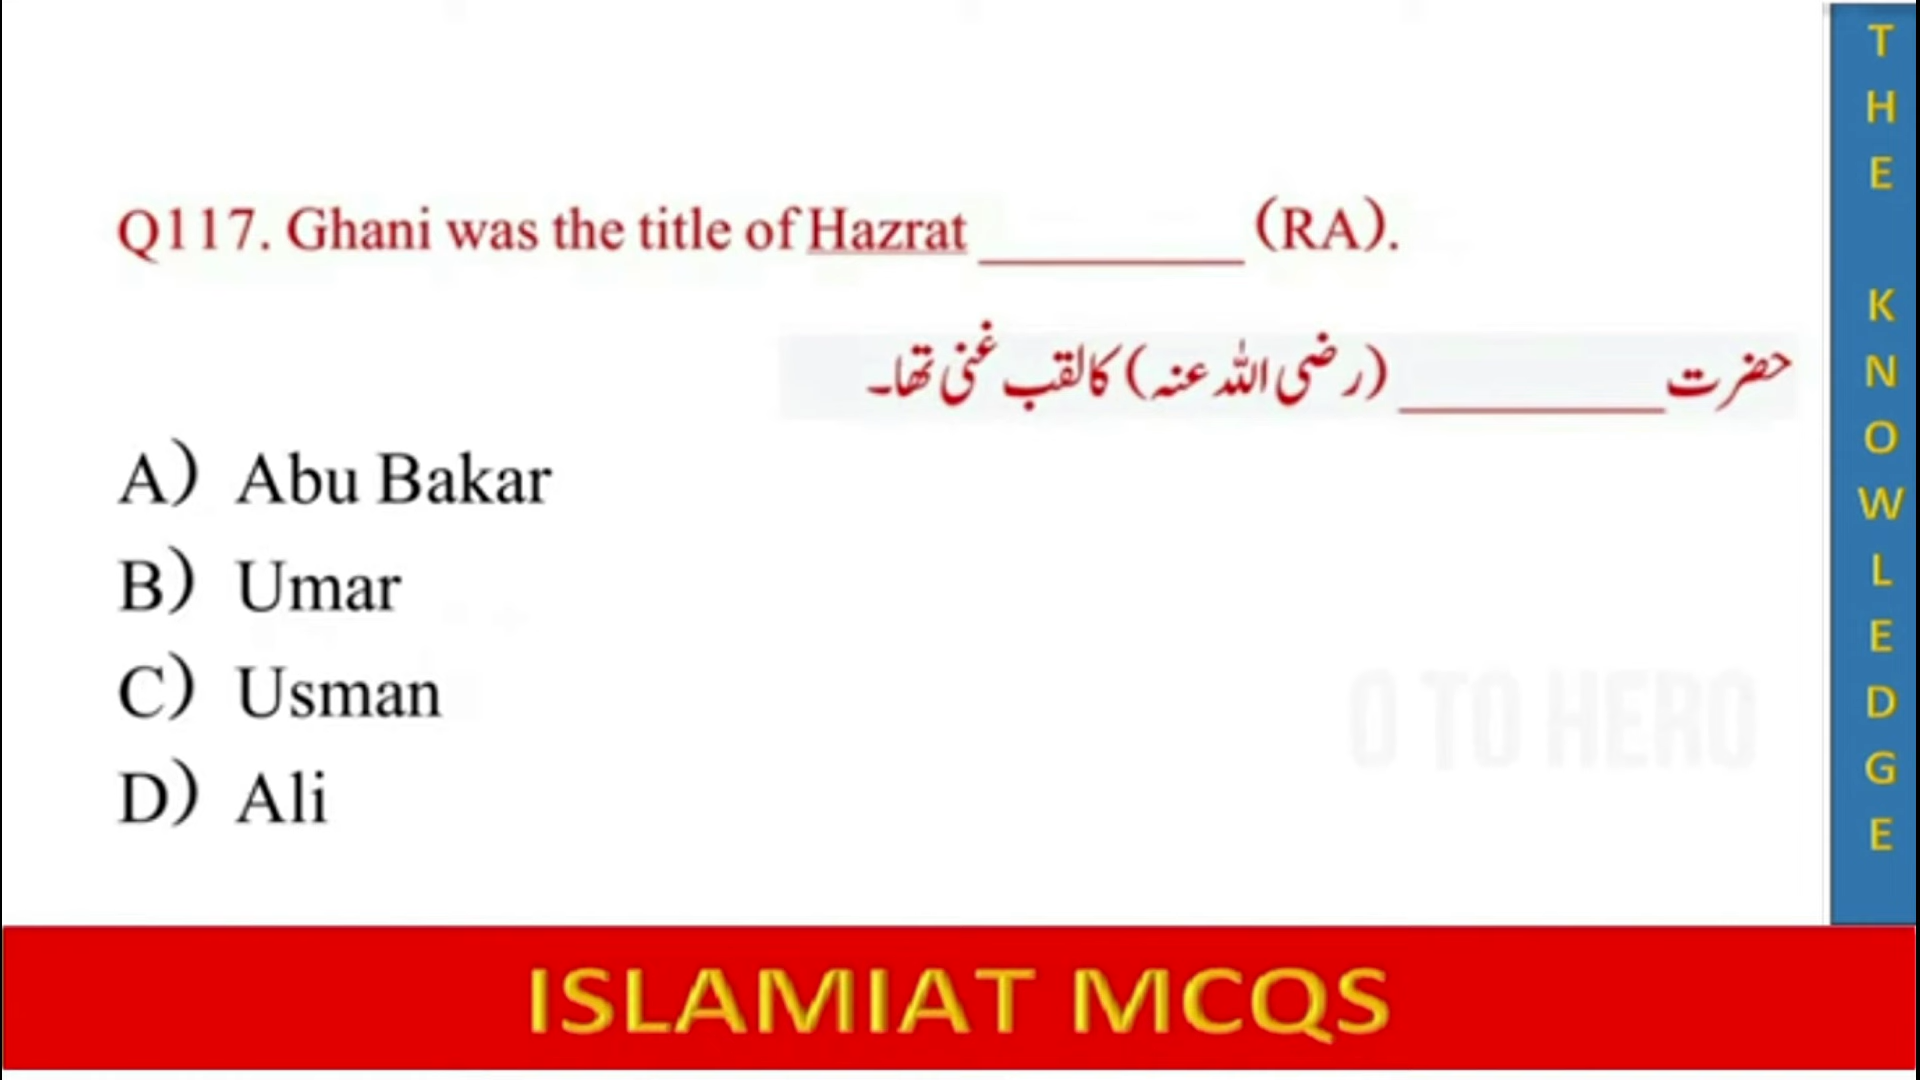 Q117. Ghani was the title of Hazrat ________ (RA).
حضرت ________ (رضی اللہ عنہ) کا لقب غنی تھا۔
A) Abu Bakar
B) Umar
C) Usman
D) Ali
0 TO HERO
THE KNOWLEDGE
ISLAMIAT MCQS